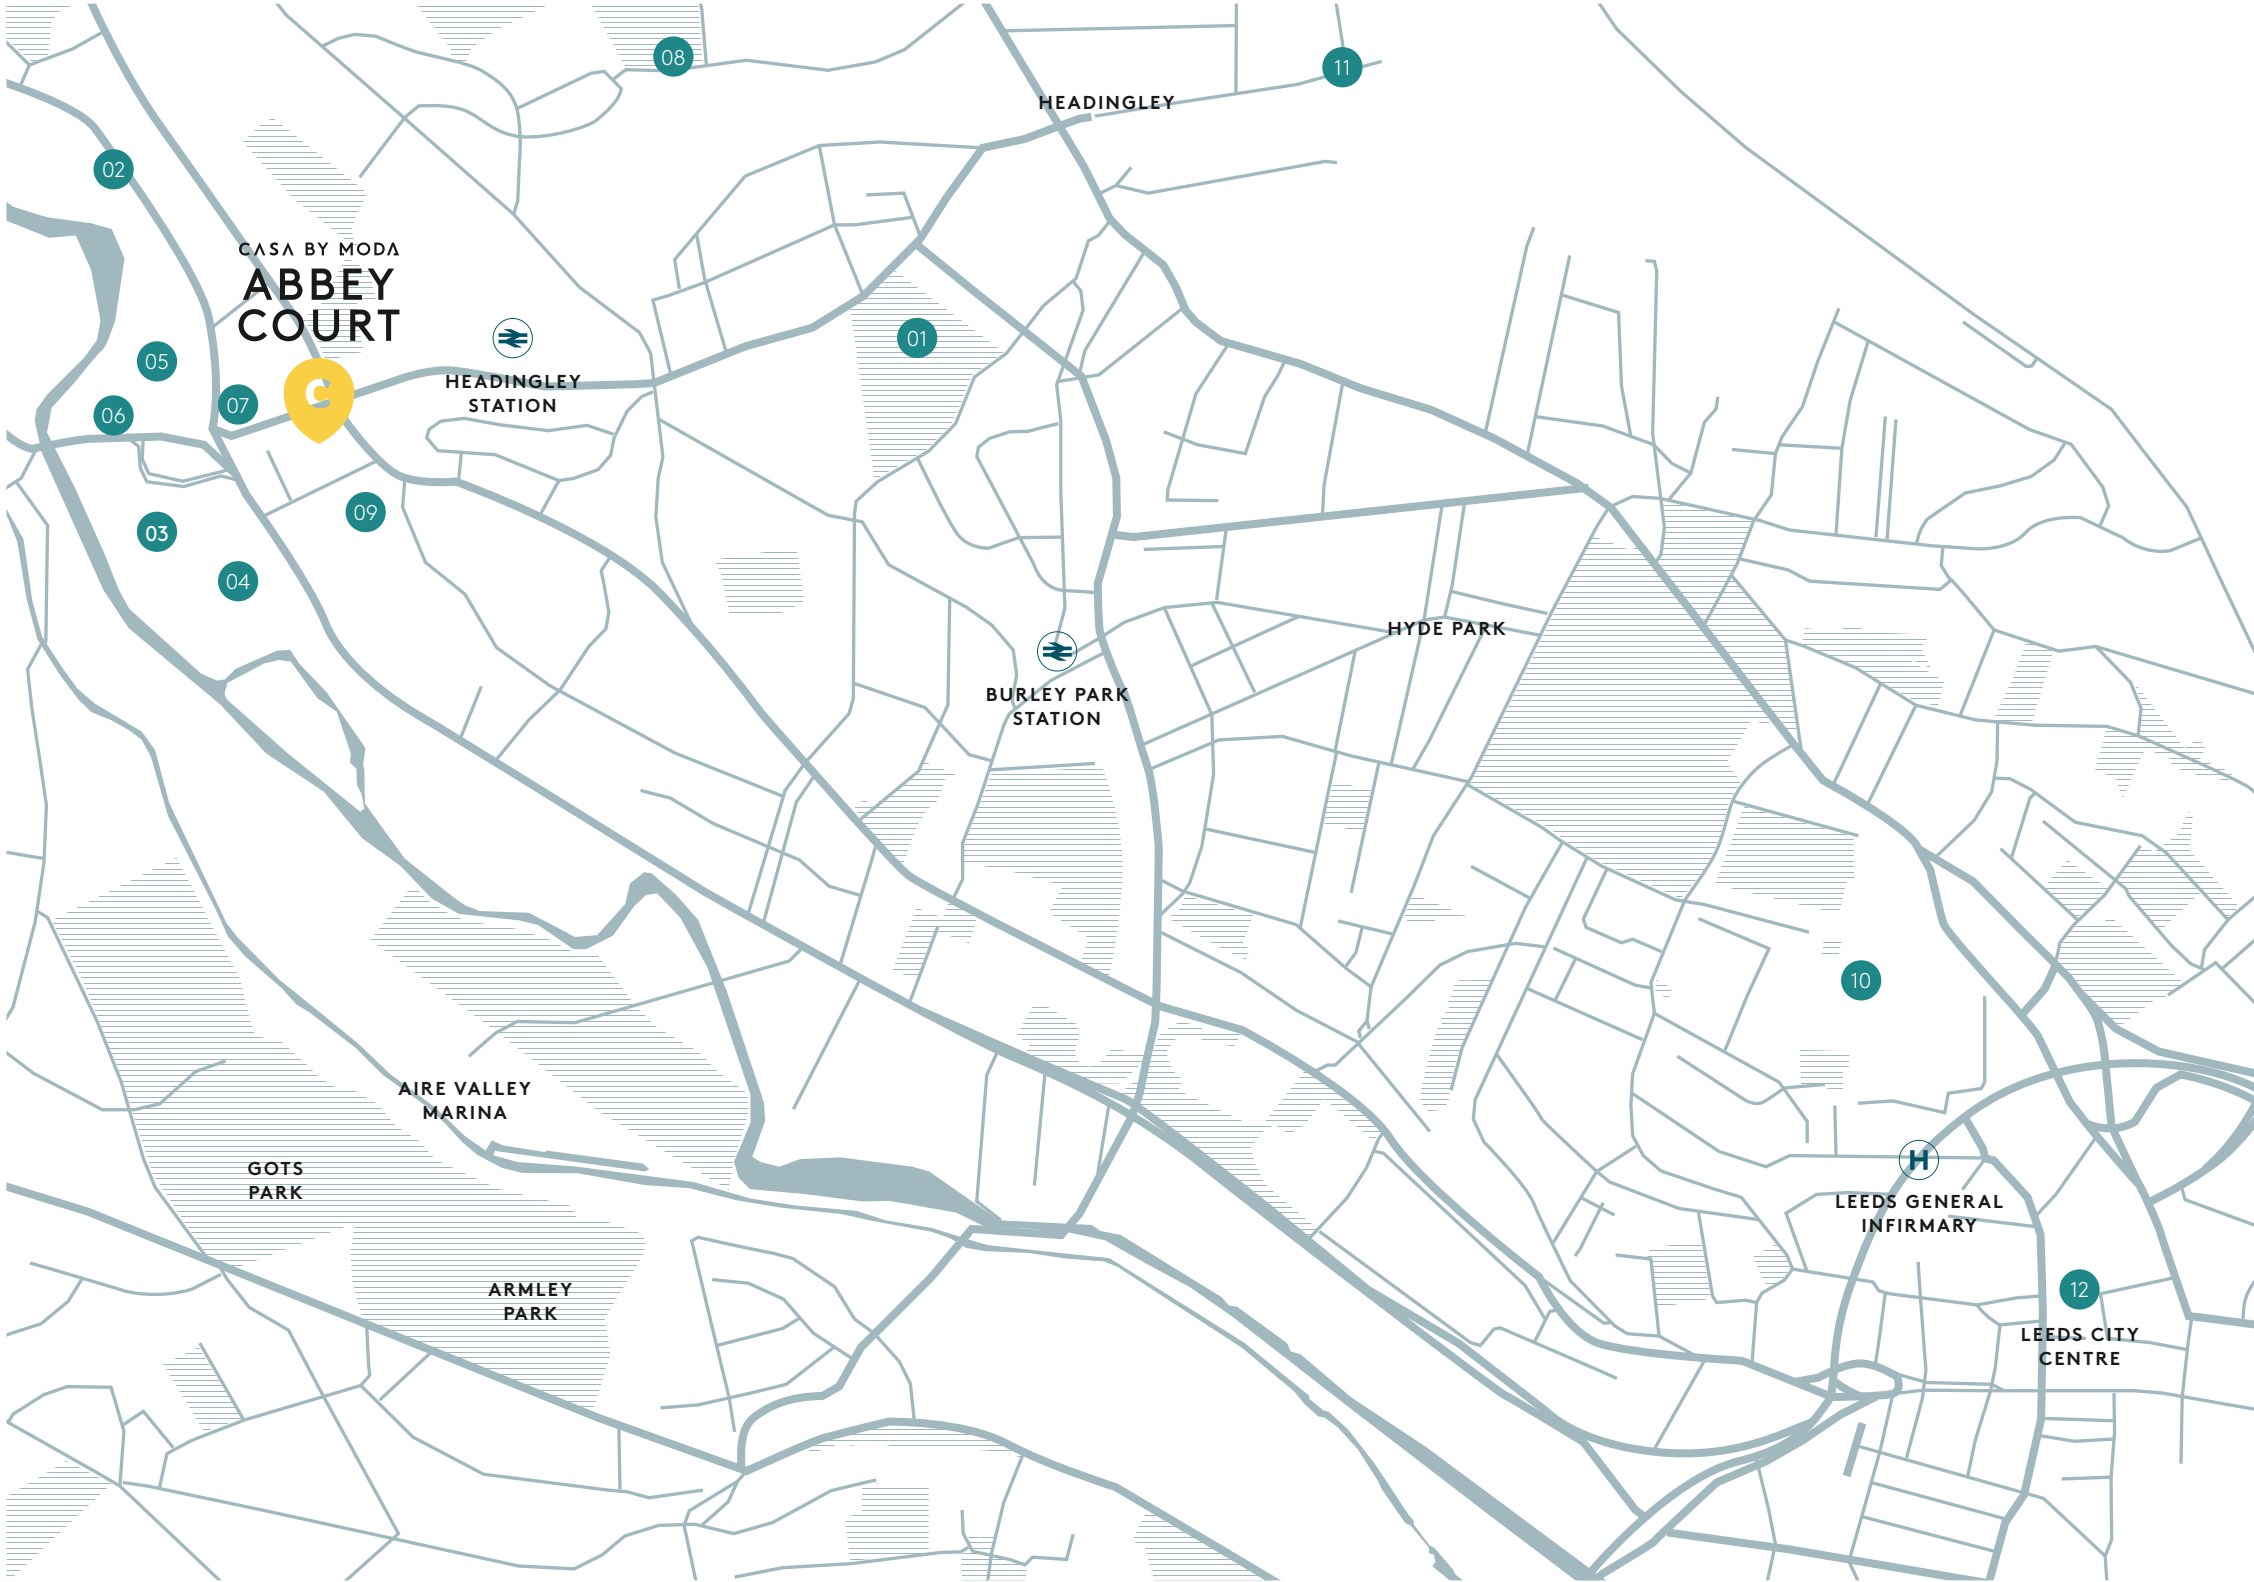 08
11
HEADINGLEY
02
CASA BY MODA
ABBEY
COURT
01
05
HEADINGLEY
STATION
07
06
C
09
03
04
HYDE PARK
BURLEY PARK
STATION
10
AIRE VALLEY
MARINA
GOTS
PARK
H
LEEDS GENERAL
INFIRMARY
ARMLEY
PARK
12
LEEDS CITY
CENTRE